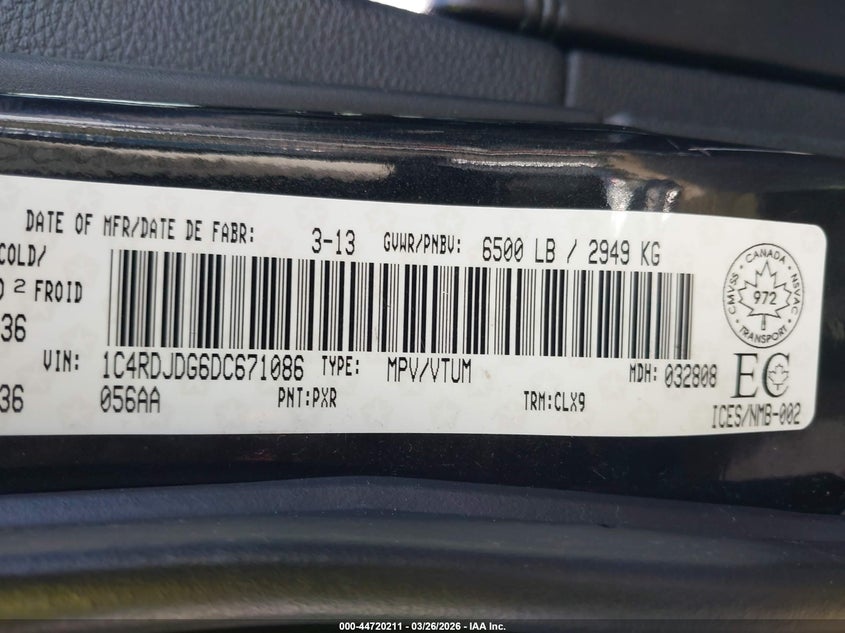 DATE OF MFR/DATE DE FABR: 3-13 GVWR/PNBV: 6500 LB / 2949 KG
COLD/
2 FROID
36
VIN: 1C4RDJDG6DC671086 TYPE: MPV/VTUM MDH: 032808
36 056AA PNT:PXR TRM:CLX9
CANADA
CMVSS • NSVAC
972
TRANSPORT
EC
ICES/NMB-002
000-44720211 - 03/26/2026 - IAA Inc.